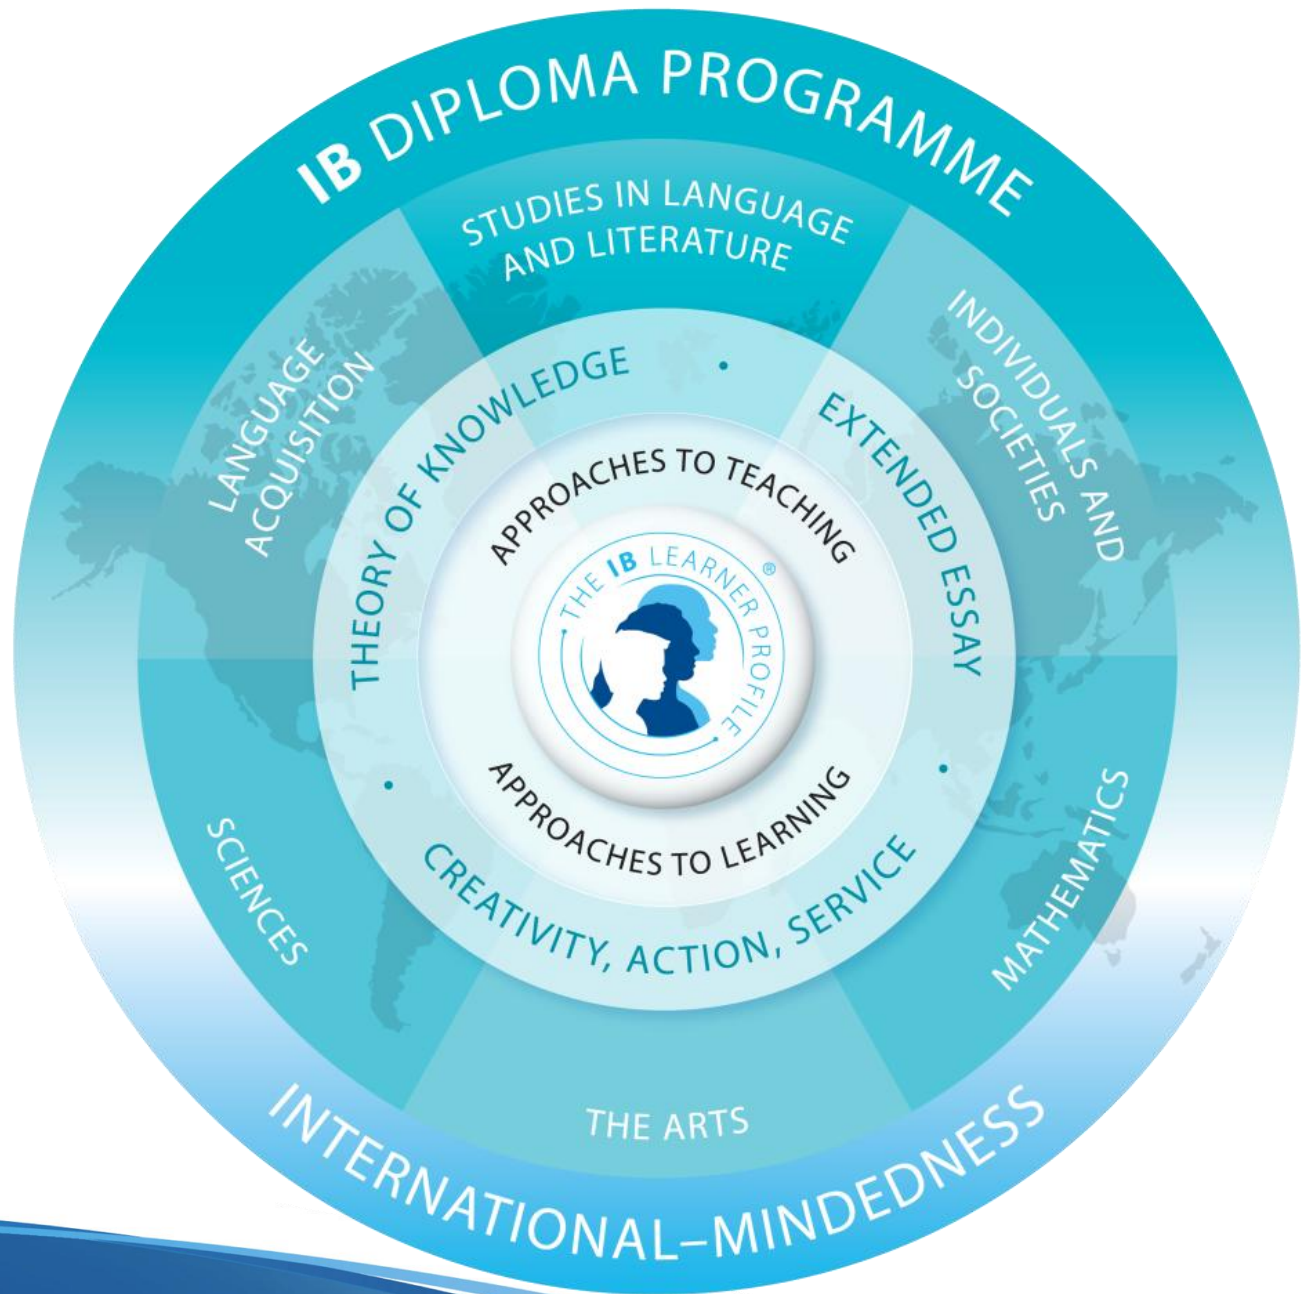 IB DIPLOMA PROGRAMME
STUDIES IN LANGUAGE
AND LITERATURE
LANGUAGE
ACQUISITION
INDIVIDUALS AND
SOCIETIES
THEORY OF KNOWLEDGE
•
EXTENDED ESSAY
APPROACHES TO TEACHING
• THE IB LEARNER PROFILE •
®
APPROACHES TO LEARNING
•
CREATIVITY, ACTION, SERVICE
•
SCIENCES
MATHEMATICS
THE ARTS
INTERNATIONAL–MINDEDNESS